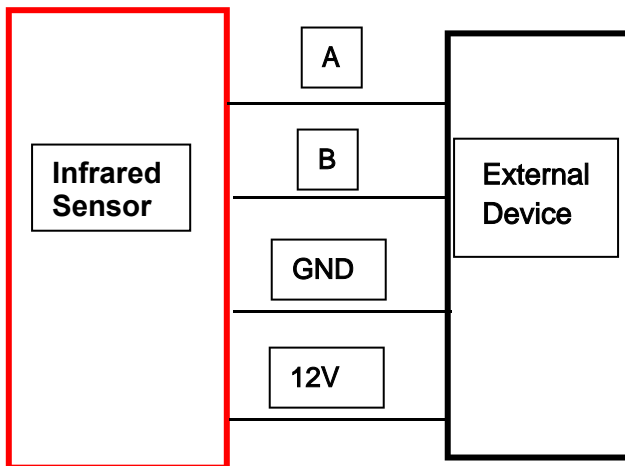 A
B
Infrared
Sensor
External
Device
GND
12V